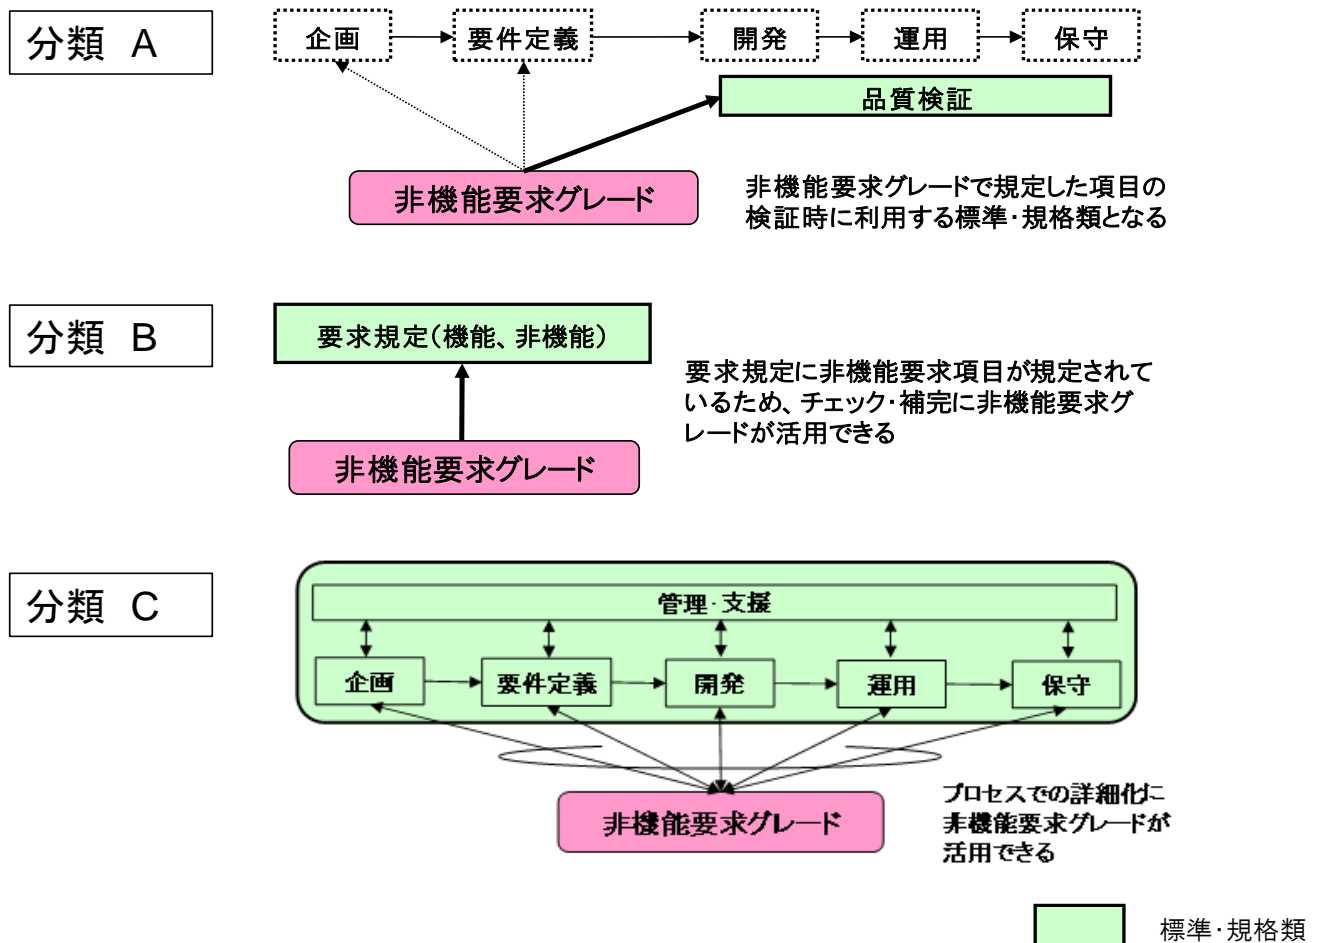 分類 A
企画
要件定義
開発
運用
保守
品質検証
非機能要求グレード
非機能要求グレードで規定した項目の
検証時に利用する標準・規格類となる
分類 B
要求規定(機能、非機能)
要求規定に非機能要求項目が規定されて
いるため、チェック・補完に非機能要求グ
レードが活用できる
非機能要求グレード
分類 C
管理・支援
企画
要件定義
開発
運用
保守
非機能要求グレード
プロセスでの詳細化に
非機能要求グレードが
活用できる
標準・規格類